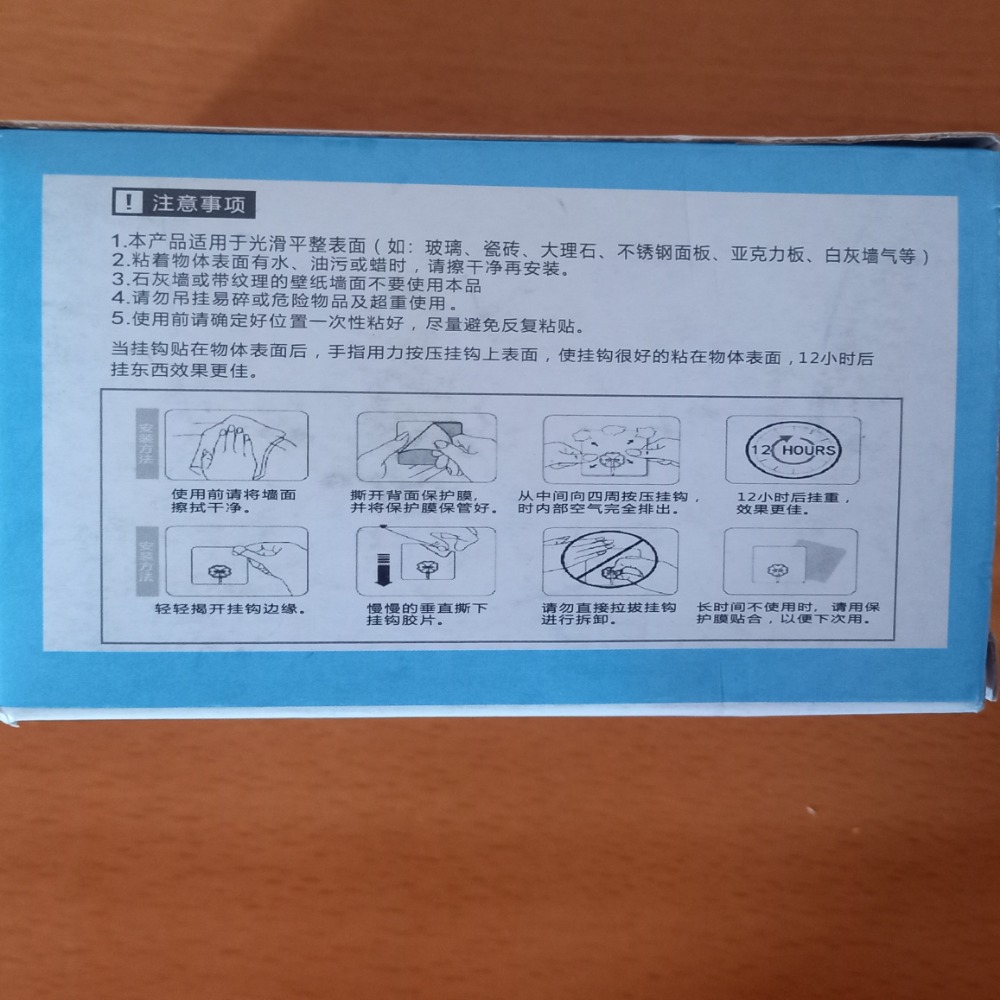 ! 注意事项
1.本产品适用于光滑平整表面（如：玻璃、瓷砖、大理石、不锈钢面板、亚克力板、白灰墙气等）
2.粘着物体表面有水、油污或蜡时，请擦干净再安装。
3.石灰墙或带纹理的壁纸墙面不要使用本品
4.请勿吊挂易碎或危险物品及超重使用。
5.使用前请确定好位置一次性粘好，尽量避免反复粘贴。
当挂钩贴在物体表面后，手指用力按压挂钩上表面，使挂钩很好的粘在物体表面，12小时后
挂东西效果更佳。
安装方法
12 HOURS
使用前请将墙面
擦拭干净。
撕开背面保护膜,
并将保护膜保管好。
从中间向四周按压挂钩，
时内部空气完全排出。
12小时后挂重，
效果更佳。
安装方法
轻轻揭开挂钩边缘。
慢慢的垂直撕下
挂钩胶片。
请勿直接拉拔挂钩
进行拆卸。
长时间不使用时，请用保
护膜贴合，以便下次用。